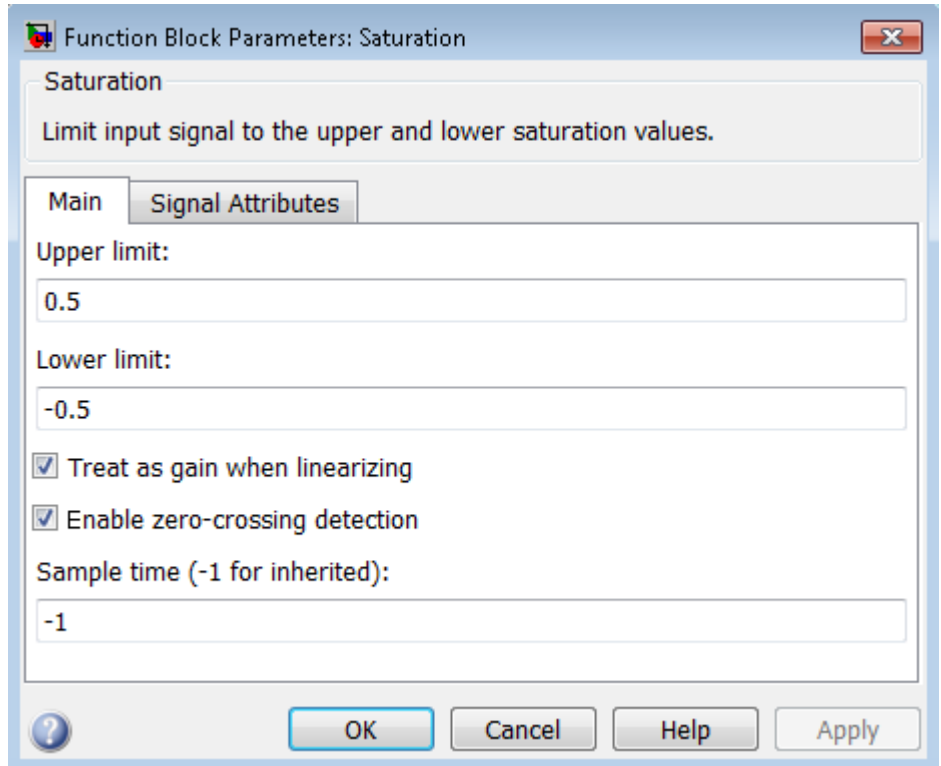 Function Block Parameters: Saturation
Saturation
Limit input signal to the upper and lower saturation values.
Main Signal Attributes
Upper limit:
0.5
Lower limit:
-0.5
Treat as gain when linearizing
Enable zero-crossing detection
Sample time (-1 for inherited):
-1
? OK Cancel Help Apply